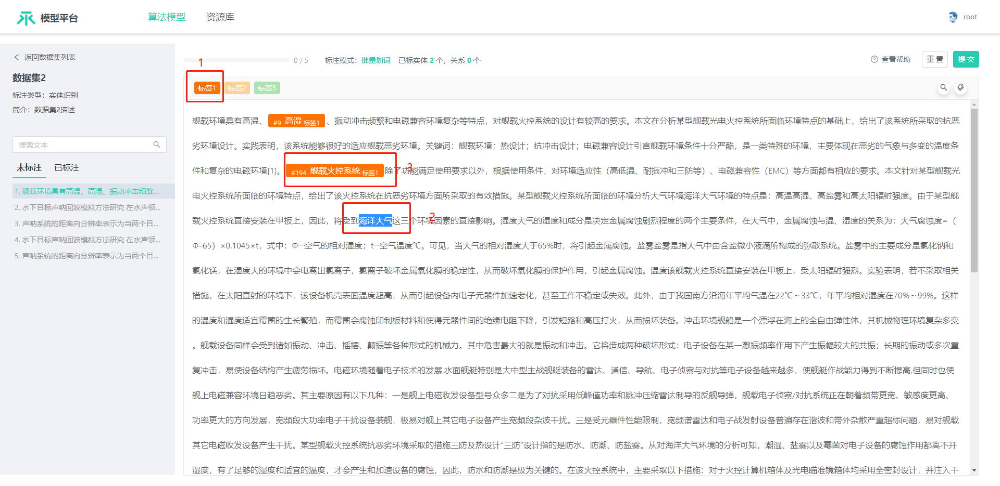 模型平台 算法模型 资源库 root
返回数据集列表
数据集2
标注类型：实体识别
简介：数据集2描述
搜索文本
未标注 已标注
1. 舰载环境具有高温、高湿、振动冲击频繁...
2. 水下目标声呐回波模拟方法研究 在水声领...
3. 声呐系统的距离向分辨率表示为当两个目...
4. 水下目标声呐回波模拟方法研究 在水声领...
5. 声呐系统的距离向分辨率表示为当两个目...
1
0 / 5 标注模式：批量划词 已标实体 2 个，关系 0 个 查看帮助 重 置 提 交
标签1 标签2 标签3
舰载环境具有高温、 #9 高湿 标签1 、振动冲击频繁和电磁兼容环境复杂等特点，对舰载火控系统的设计有较高的要求。本文在分析某型舰载光电火控系统所面临环境特点的基础上，给出了该系统所采取的抗恶
劣环境设计。实践表明，该系统能够很好的适应舰载恶劣环境。关键词：舰载环境；热设计；抗冲击设计；电磁兼容设计引言舰载环境条件十分严酷，是一类特殊的环境，主要体现在恶劣的气象与多变的温度条
件和复杂的电磁环境[1]。 #194 舰载火控系统 标签1 除了功能满足使用要求以外，根据使用条件，对环境适应性（高低温、耐振冲和三防等）、电磁兼容性（EMC）等方面都有相应的要求。本文针对某型舰载光
3
电火控系统所面临的环境特点，给出了该火控系统在抗恶劣环境方面所采取的有效措施。某型舰载火控系统所面临的环境分析大气环境海洋大气环境的特点是：高温高湿、高盐雾和高太阳辐射强度。由于某型舰
载火控系统直接安装在甲板上，因此，将受到海洋大气这三个环境因素的直接影响。湿度大气的湿度和成分是决定金属腐蚀剧烈程度的两个主要条件，在大气中，金属腐蚀与温、湿度的关系为：大气腐蚀度=（
2
Φ—65）×0.1045×t，式中：Φ—空气的相对湿度；t—空气温度℃。可见，当大气的相对湿度大于65%时，将引起金属腐蚀。盐雾盐雾是指大气中由含盐微小液滴所构成的弥散系统。盐雾中的主要成分是氯化钠和
氯化镁，在湿度大的环境中会电离出氯离子，氯离子破坏金属氧化膜的稳定性，从而破坏氧化膜的保护作用，引起金属腐蚀。温度该舰载火控系统直接安装在甲板上，受太阳辐射强烈。实验表明，若不采取相关
措施，在太阳直射的环境下，该设备机壳表面温度超高，从而引起设备内电子元器件加速老化，甚至工作不稳定或失效。此外，由于我国南方沿海年平均气温在22℃～33℃，年平均相对湿度在70%～99%。这样
的温度和湿度适宜霉菌的生长繁殖，而霉菌会腐蚀印制板材料和使得元器件间的绝缘电阻下降，引发短路和高压打火，从而损坏装备。冲击环境舰船是一个漂浮在海上的全自由弹性体，其机械物理环境复杂多变
。舰载设备同样会受到诸如振动、冲击、摇摆、颠振等各种形式的机械力。其中危害最大的就是振动和冲击。它将造成两种破坏形式：电子设备在某一激振频率作用下产生振幅较大的共振；长期的振动或多次重
复冲击，易使设备结构产生疲劳损坏。电磁环境随着电子技术的发展,水面舰艇特别是大中型主战舰艇装备的雷达、通信、导航、电子侦察与对抗等电子设备越来越多，使舰艇作战能力得到不断提高,但同时也使
舰上电磁兼容环境日趋恶劣。其主要原因有以下几种：一是舰上电磁收发设备型号众多二是为了对抗采用低峰值功率和脉冲压缩雷达制导的反舰导弹，舰载电子侦察/对抗系统正在朝着频带更宽、敏感度更高、
功率更大的方向发展，宽频段大功率电子干扰设备装舰，极易对舰上其它电子设备产生宽频段杂波干扰。三是受元器件性能限制，宽频谱雷达和电子战发射设备普遍存在谐波和带外杂散严重超标问题，易对舰载
其它电磁收发设备产生干扰。某型舰载火控系统抗恶劣环境采取的措施三防及热设计“三防”设计指的是防水、防潮、防盐雾。从对海洋大气环境的分析可知，潮湿、盐雾以及霉菌对电子设备的腐蚀作用都离不开
湿度，有了足够的湿度和适宜的温度，才会产生和加速设备的腐蚀，因此，防水和防潮是极为关键的。在该火控系统中，主要采取以下措施：对于火控计算机箱体及光电瞄准镜箱体均采用全密封设计，并注入干